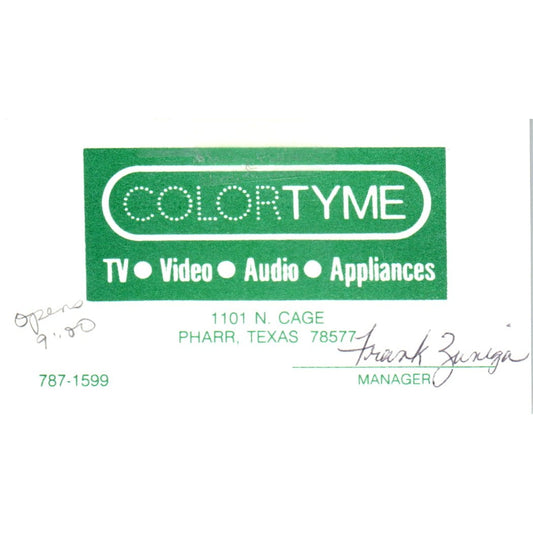 COLORTYME
TV ● Video ● Audio ● Appliances
1101 N. CAGE
PHARR, TEXAS 78577
opens
9:00
Frank Zuniga
787-1599
MANAGER